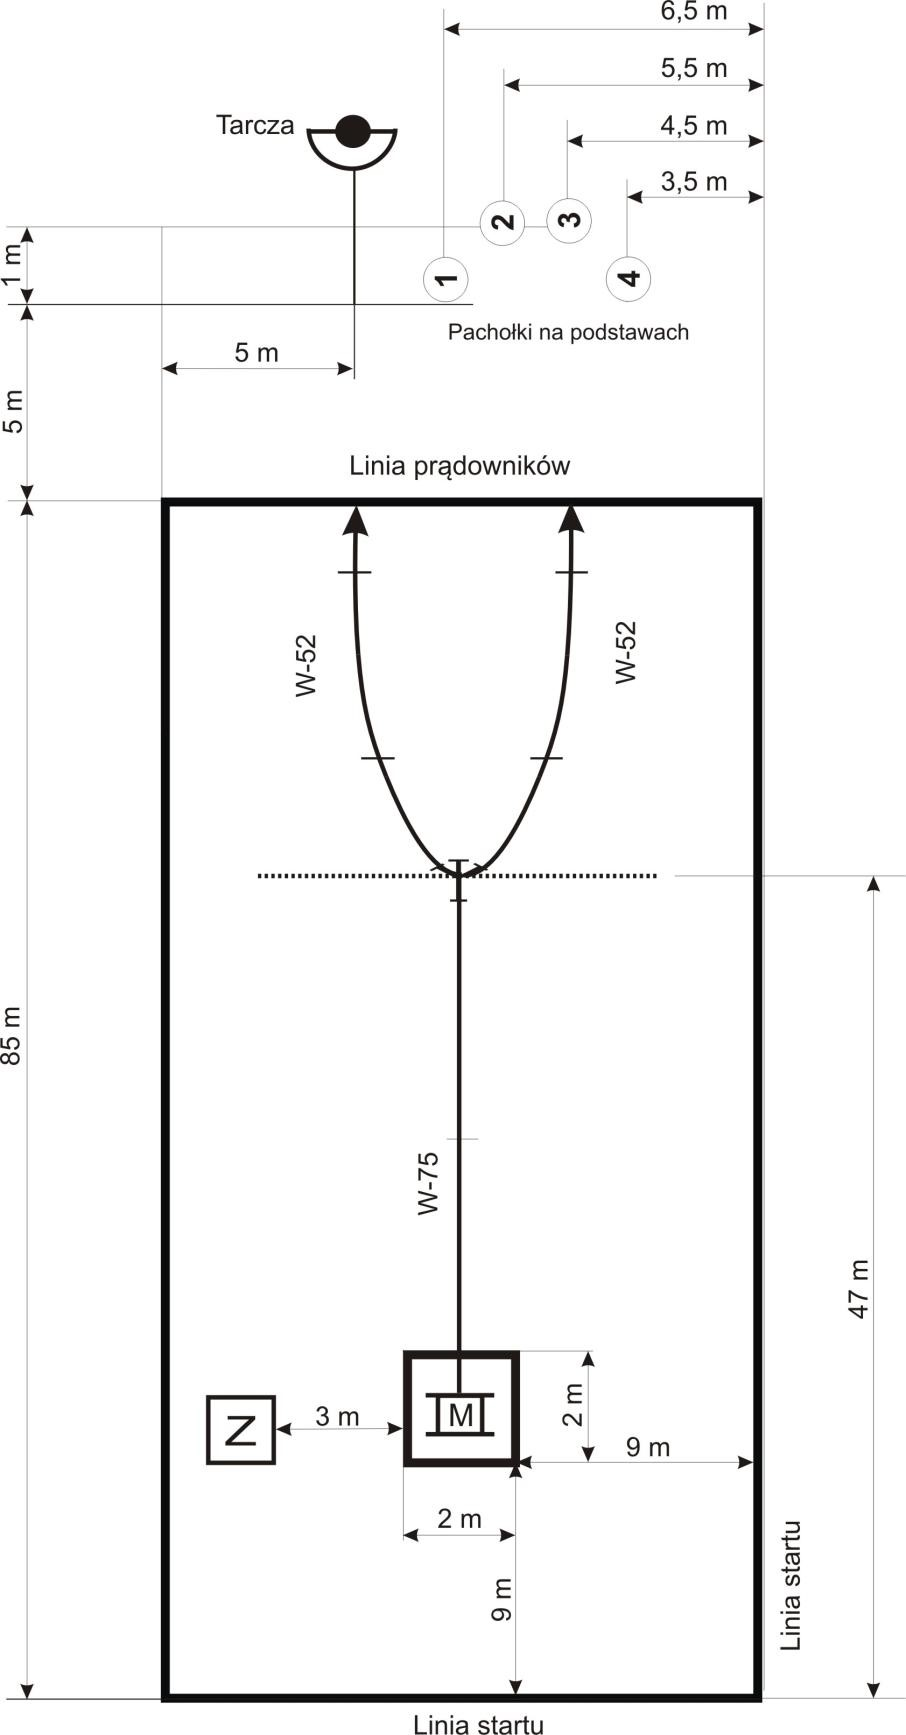 6,5 m
5,5 m
Tarcza
4,5 m
3,5 m
2
3
1 m
1
4
Pachołki na podstawach
5 m
5 m
Linia prądowników
W-52
W-52
85 m
W-75
47 m
2 m
3 m
M
Z
9 m
2 m
9 m
Linia startu
Linia startu